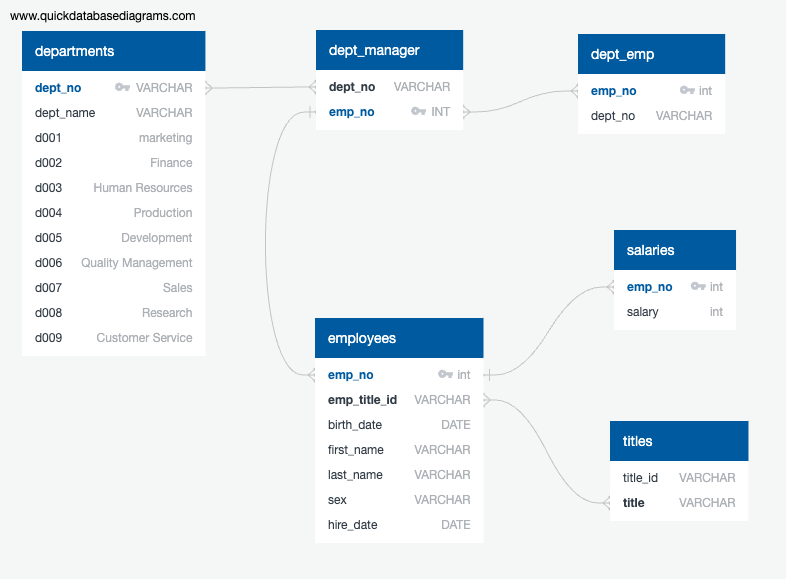 www.quickdatabasediagrams.com
departments
dept_no VARCHAR
dept_name VARCHAR
d001 marketing
d002 Finance
d003 Human Resources
d004 Production
d005 Development
d006 Quality Management
d007 Sales
d008 Research
d009 Customer Service
dept_manager
dept_no VARCHAR
emp_no INT
dept_emp
emp_no int
dept_no VARCHAR
salaries
emp_no int
salary int
employees
emp_no int
emp_title_id VARCHAR
birth_date DATE
first_name VARCHAR
last_name VARCHAR
sex VARCHAR
hire_date DATE
titles
title_id VARCHAR
title VARCHAR